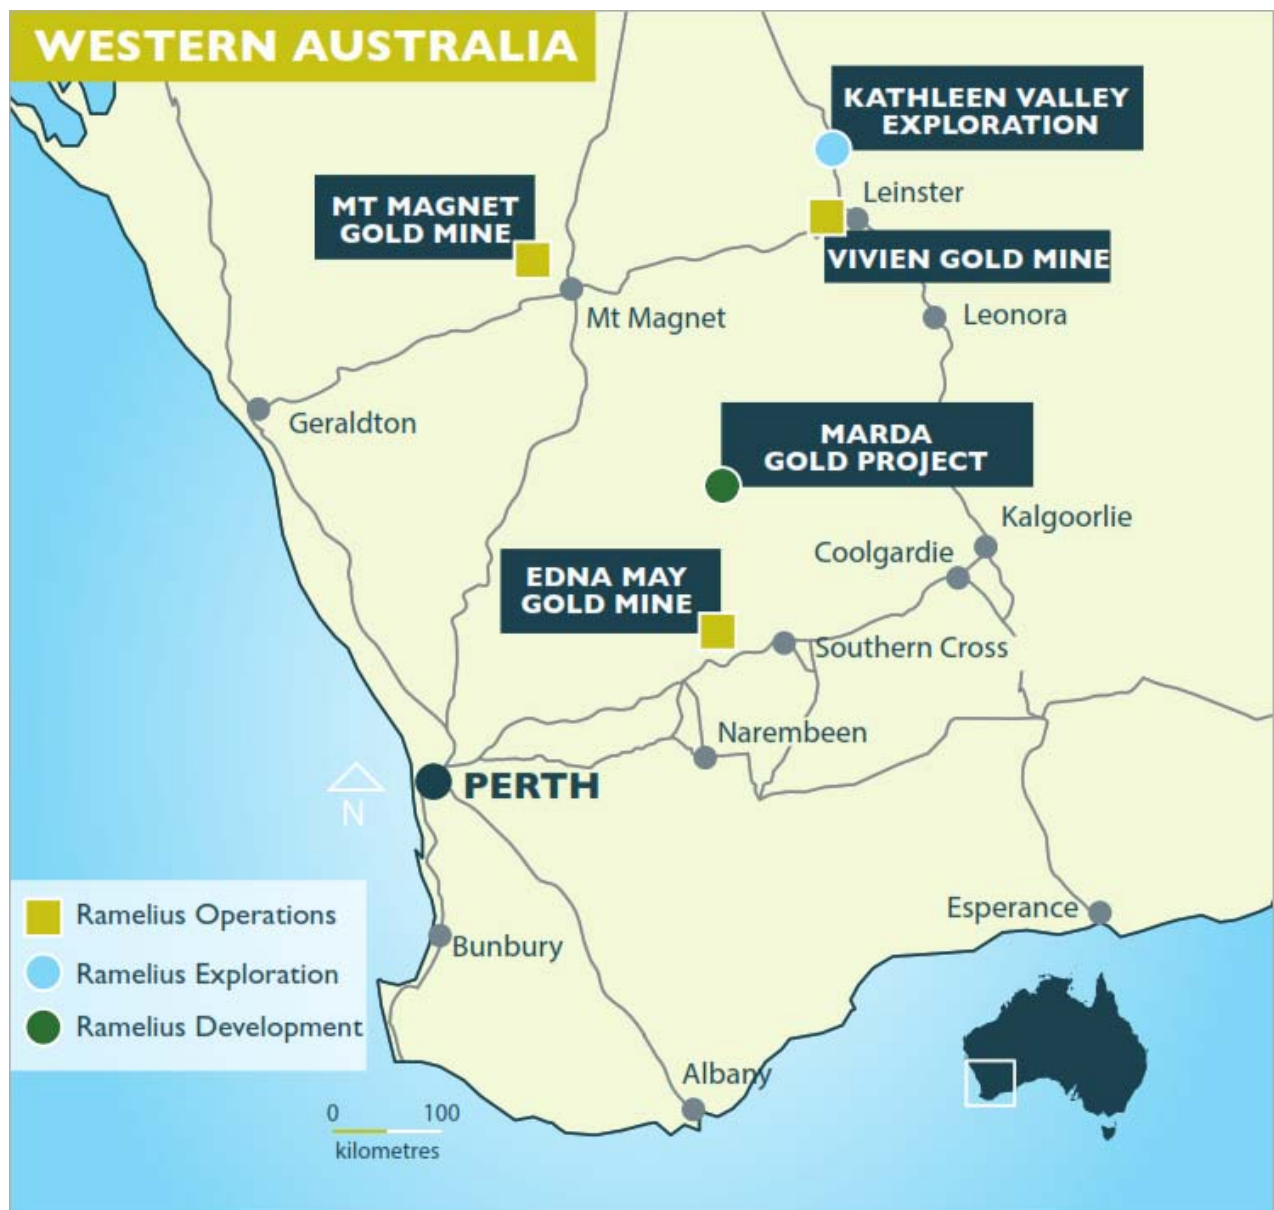 WESTERN AUSTRALIA
KATHLEEN VALLEY
EXPLORATION
MT MAGNET
GOLD MINE
Leinster
VIVIEN GOLD MINE
Mt Magnet
Leonora
Geraldton
MARDA
GOLD PROJECT
Kalgoorlie
Coolgardie
EDNA MAY
GOLD MINE
Southern Cross
Narembeen
PERTH
N
Ramelius Operations
Esperance
Bunbury
Ramelius Exploration
Ramelius Development
Albany
0 100
kilometres